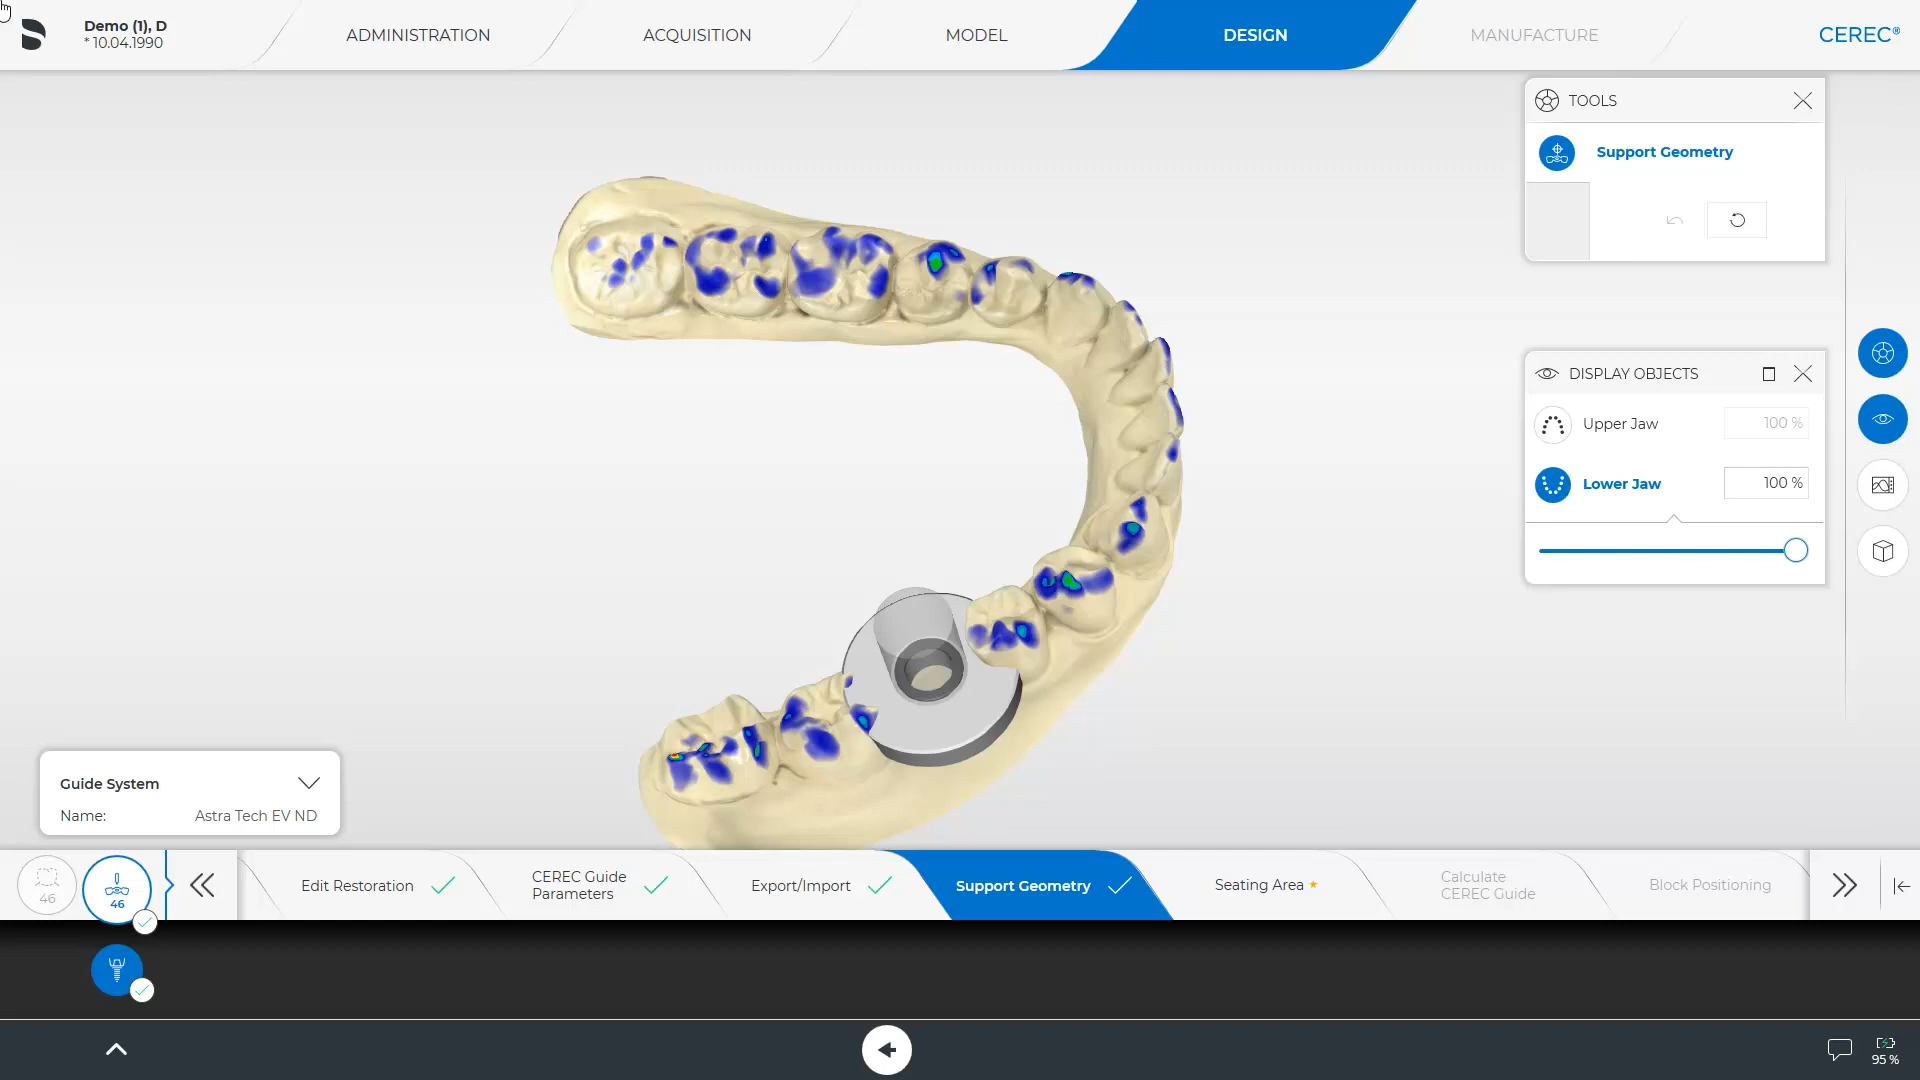 Demo (1), D
* 10.04.1990
ADMINISTRATION
ACQUISITION
MODEL
DESIGN
MANUFACTURE
CEREC®
TOOLS
Support Geometry
DISPLAY OBJECTS
Upper Jaw
100 %
Lower Jaw
100 %
Guide System
Name:
Astra Tech EV ND
46
46
Edit Restoration
CEREC Guide
Parameters
Export/Import
Support Geometry
Seating Area
Calculate
CEREC Guide
Block Positioning
95 %